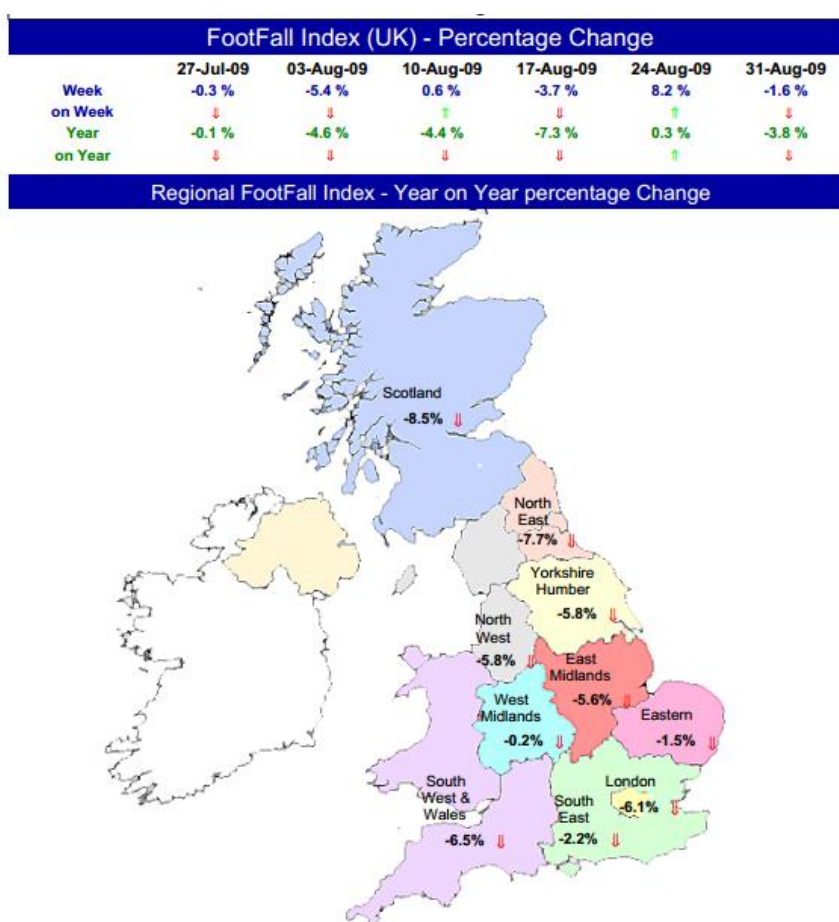 FootFall Index (UK) - Percentage Change
27-Jul-09 03-Aug-09 10-Aug-09 17-Aug-09 24-Aug-09 31-Aug-09
Week -0.3 % -5.4 % 0.6 % -3.7 % 8.2 % -1.6 %
on Week ⇓ ⇓ ⇑ ⇓ ⇑ ⇓
Year -0.1 % -4.6 % -4.4 % -7.3 % 0.3 % -3.8 %
on Year ⇓ ⇓ ⇓ ⇓ ⇑ ⇓
Regional FootFall Index - Year on Year percentage Change
Scotland
-8.5% ⇓
North
East
-7.7% ⇓
Yorkshire
Humber
-5.8% ⇓
North
West
-5.8% ⇓
East
Midlands
-5.6% ⇓
West
Midlands
-0.2% ⇓
Eastern
-1.5% ⇓
South
West &
Wales
-6.5% ⇓
London
-6.1% ⇓
South
East
-2.2% ⇓